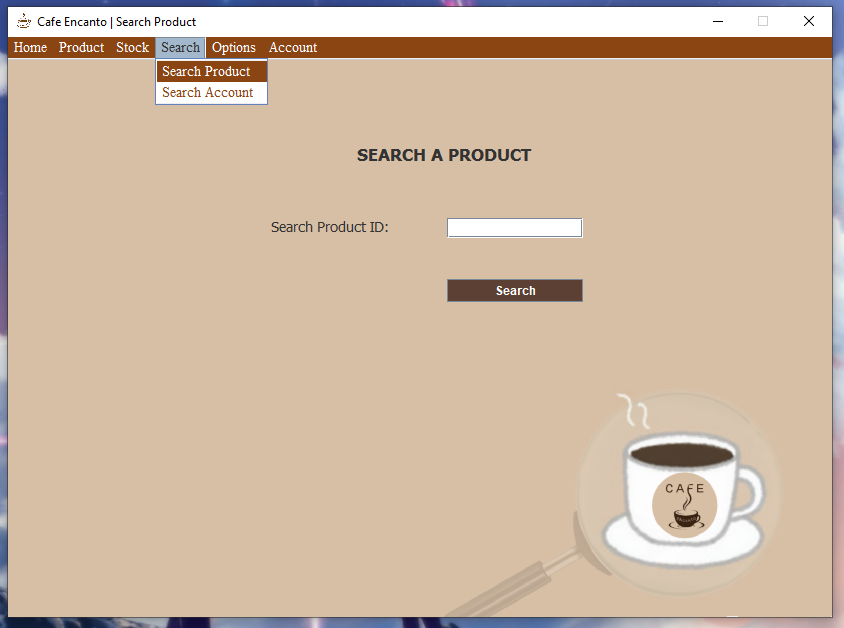 Cafe Encanto | Search Product
Home Product Stock Search Options Account
Search Product
Search Account
SEARCH A PRODUCT
Search Product ID:
Search
CAFE